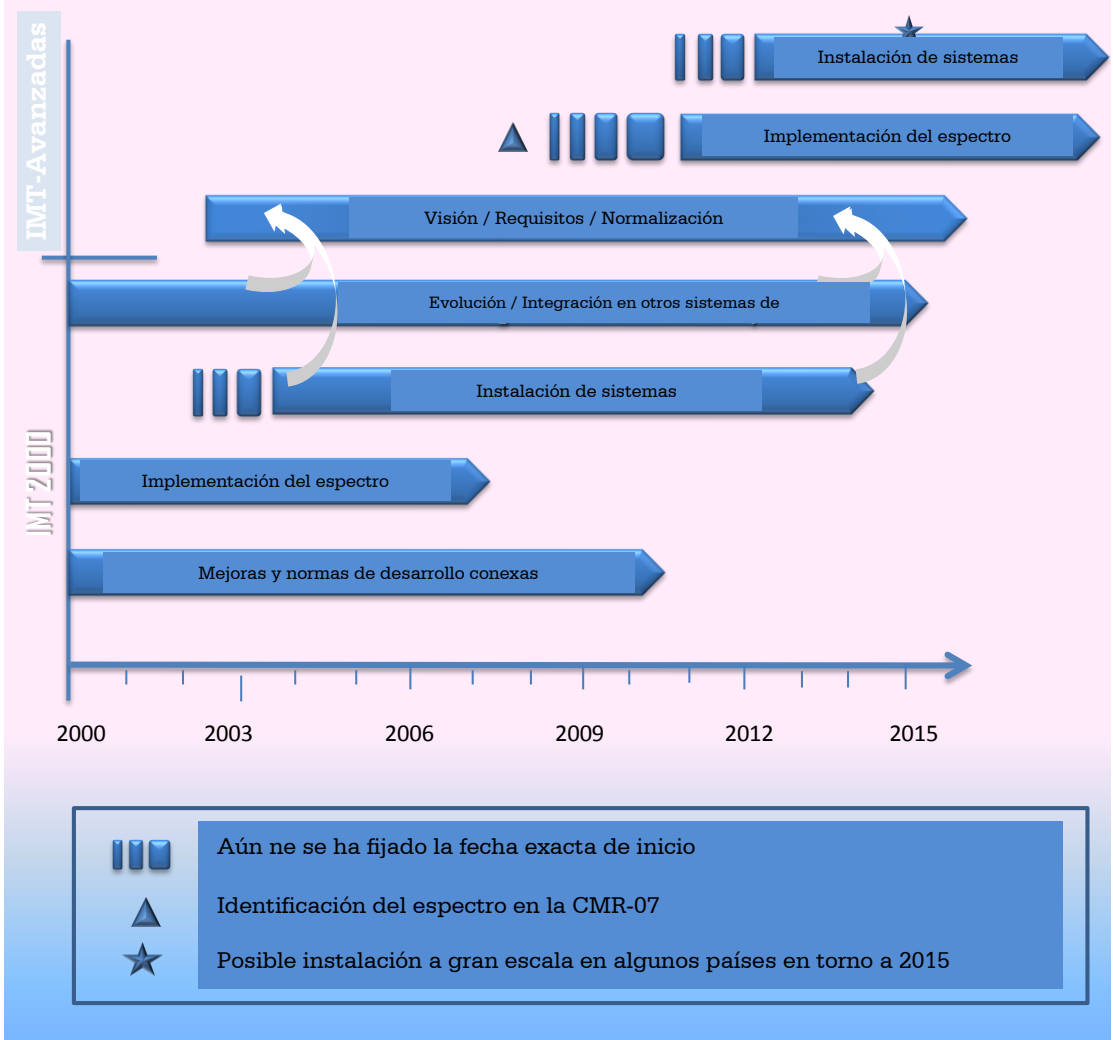 IMT-Avanzadas
Instalación de sistemas
Implementación del espectro
Visión / Requisitos / Normalización
Evolución / Integración en otros sistemas de
Instalación de sistemas
IMT 2000
Implementación del espectro
Mejoras y normas de desarrollo conexas
2000 2003 2006 2009 2012 2015
Aún ne se ha fijado la fecha exacta de inicio
Identificación del espectro en la CMR-07
Posible instalación a gran escala en algunos países en torno a 2015